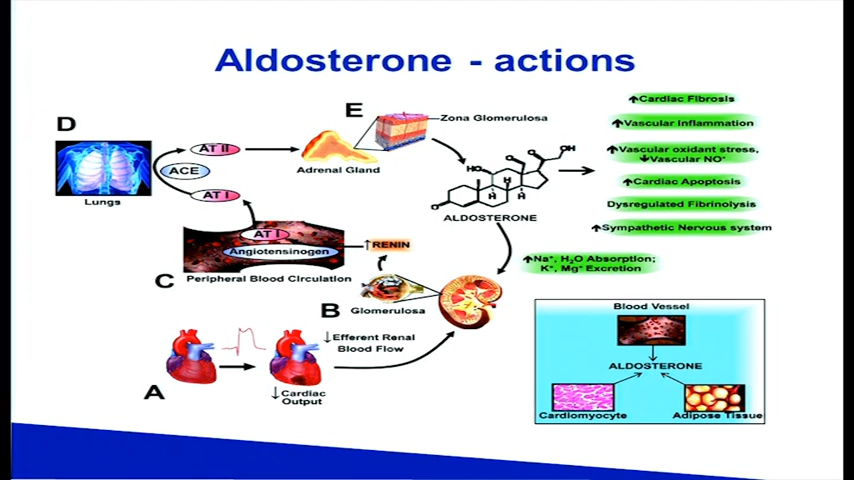 Aldosterone - actions
D
Lungs
AT II
ACE
AT I
E
Zona Glomerulosa
Adrenal Gland
HO
O
OH
O
O
H
H
H
ALDOSTERONE
↑Cardiac Fibrosis
↑Vascular Inflammation
↑Vascular oxidant stress,
↓Vascular NO•
↑Cardiac Apoptosis
Dysregulated Fibrinolysis
↑Sympathetic Nervous system
↑Na⁺, H₂O Absorption;
K⁺, Mg⁺ Excretion
AT I
Angiotensinogen
↑RENIN
C
Peripheral Blood Circulation
B
Glomerulosa
↓Efferent Renal
Blood Flow
A
↓Cardiac
Output
Blood Vessel
ALDOSTERONE
Cardiomyocyte
Adipose Tissue